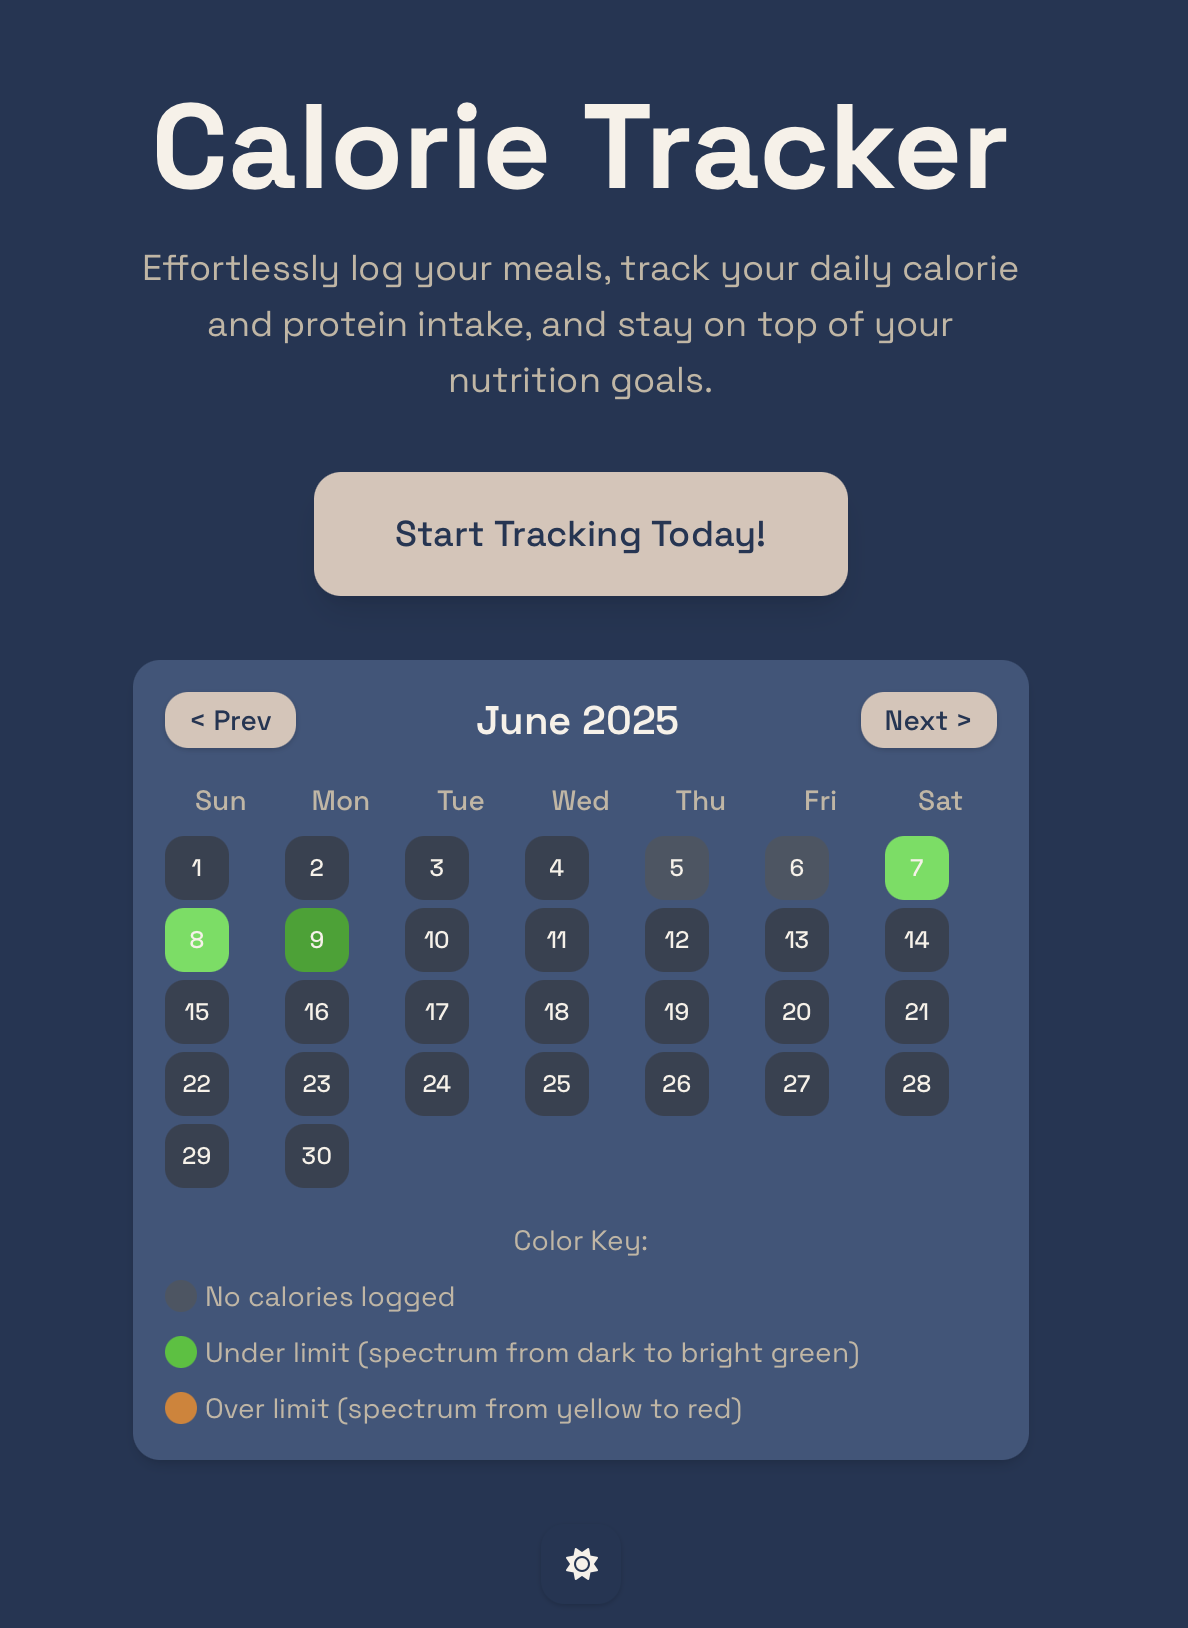 Calorie Tracker
Effortlessly log your meals, track your daily calorie
and protein intake, and stay on top of your
nutrition goals.
Start Tracking Today!
< Prev June 2025 Next >
Sun Mon Tue Wed Thu Fri Sat
1 2 3 4 5 6 7
8 9 10 11 12 13 14
15 16 17 18 19 20 21
22 23 24 25 26 27 28
29 30
Color Key:
No calories logged
Under limit (spectrum from dark to bright green)
Over limit (spectrum from yellow to red)